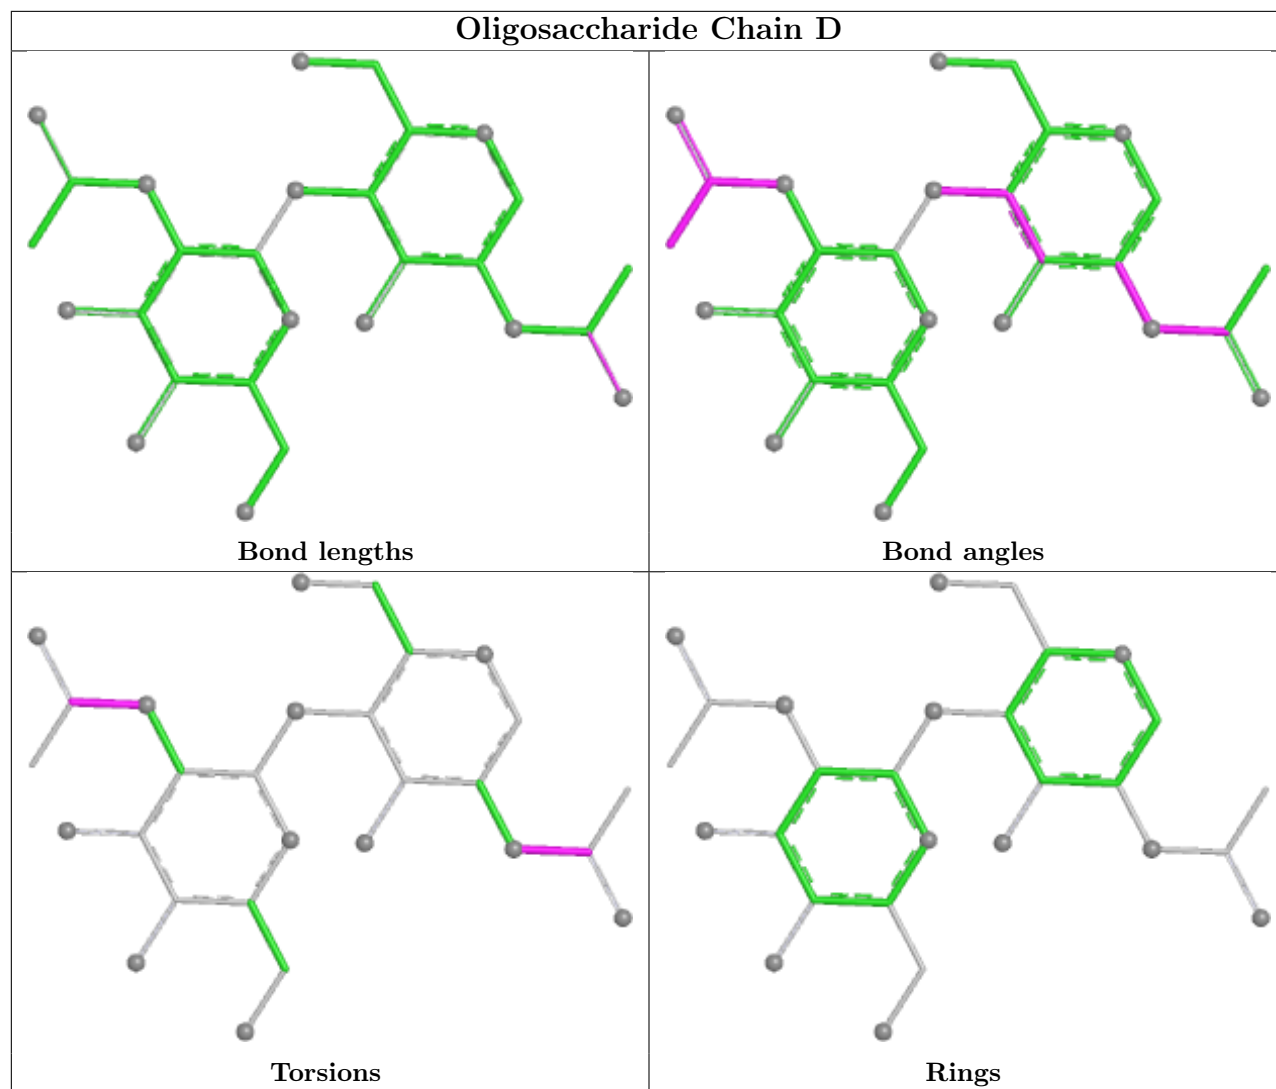 Oligosaccharide Chain D
Bond lengths
Bond angles
Torsions
Rings